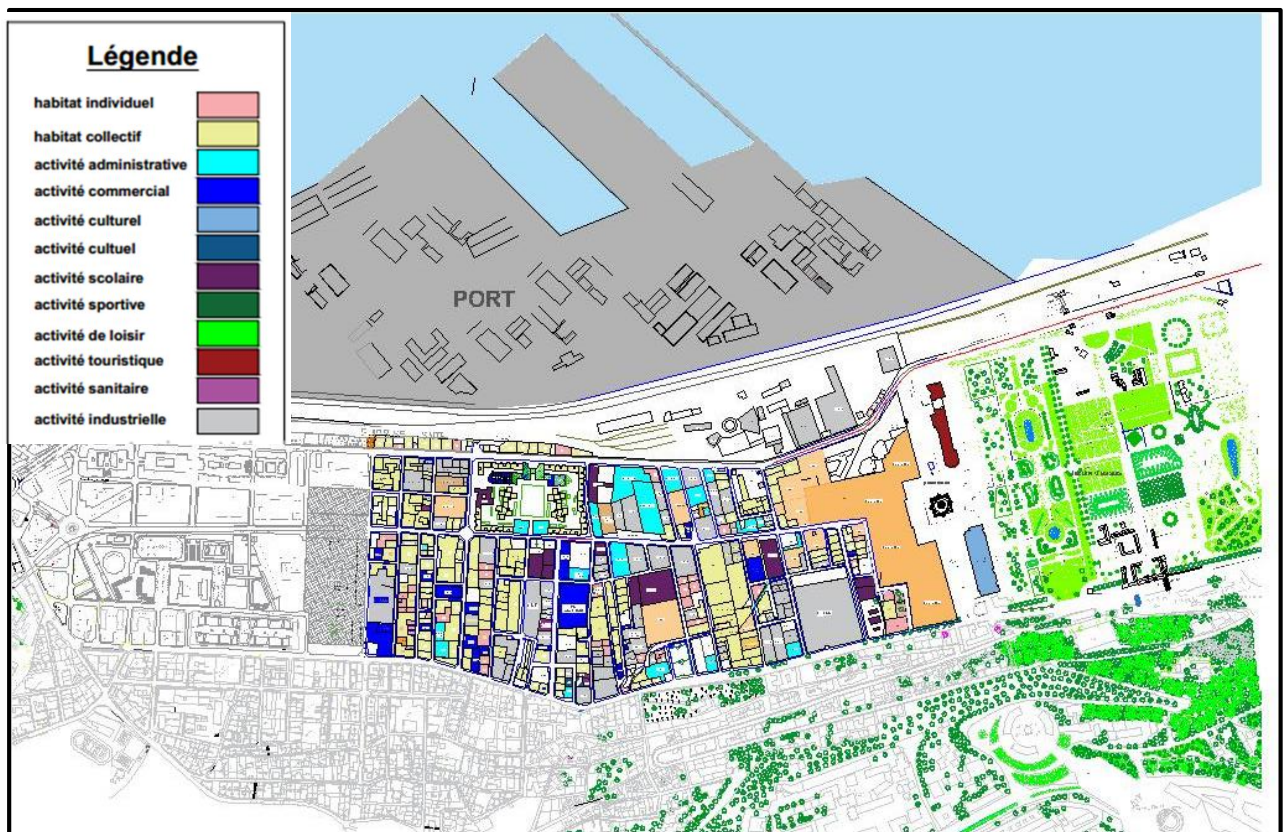 Légende
habitat individuel
habitat collectif
activité administrative
activité commercial
activité culturel
activité cultuel
activité scolaire
activité sportive
activité de loisir
activité touristique
activité sanitaire
activité industrielle
PORT